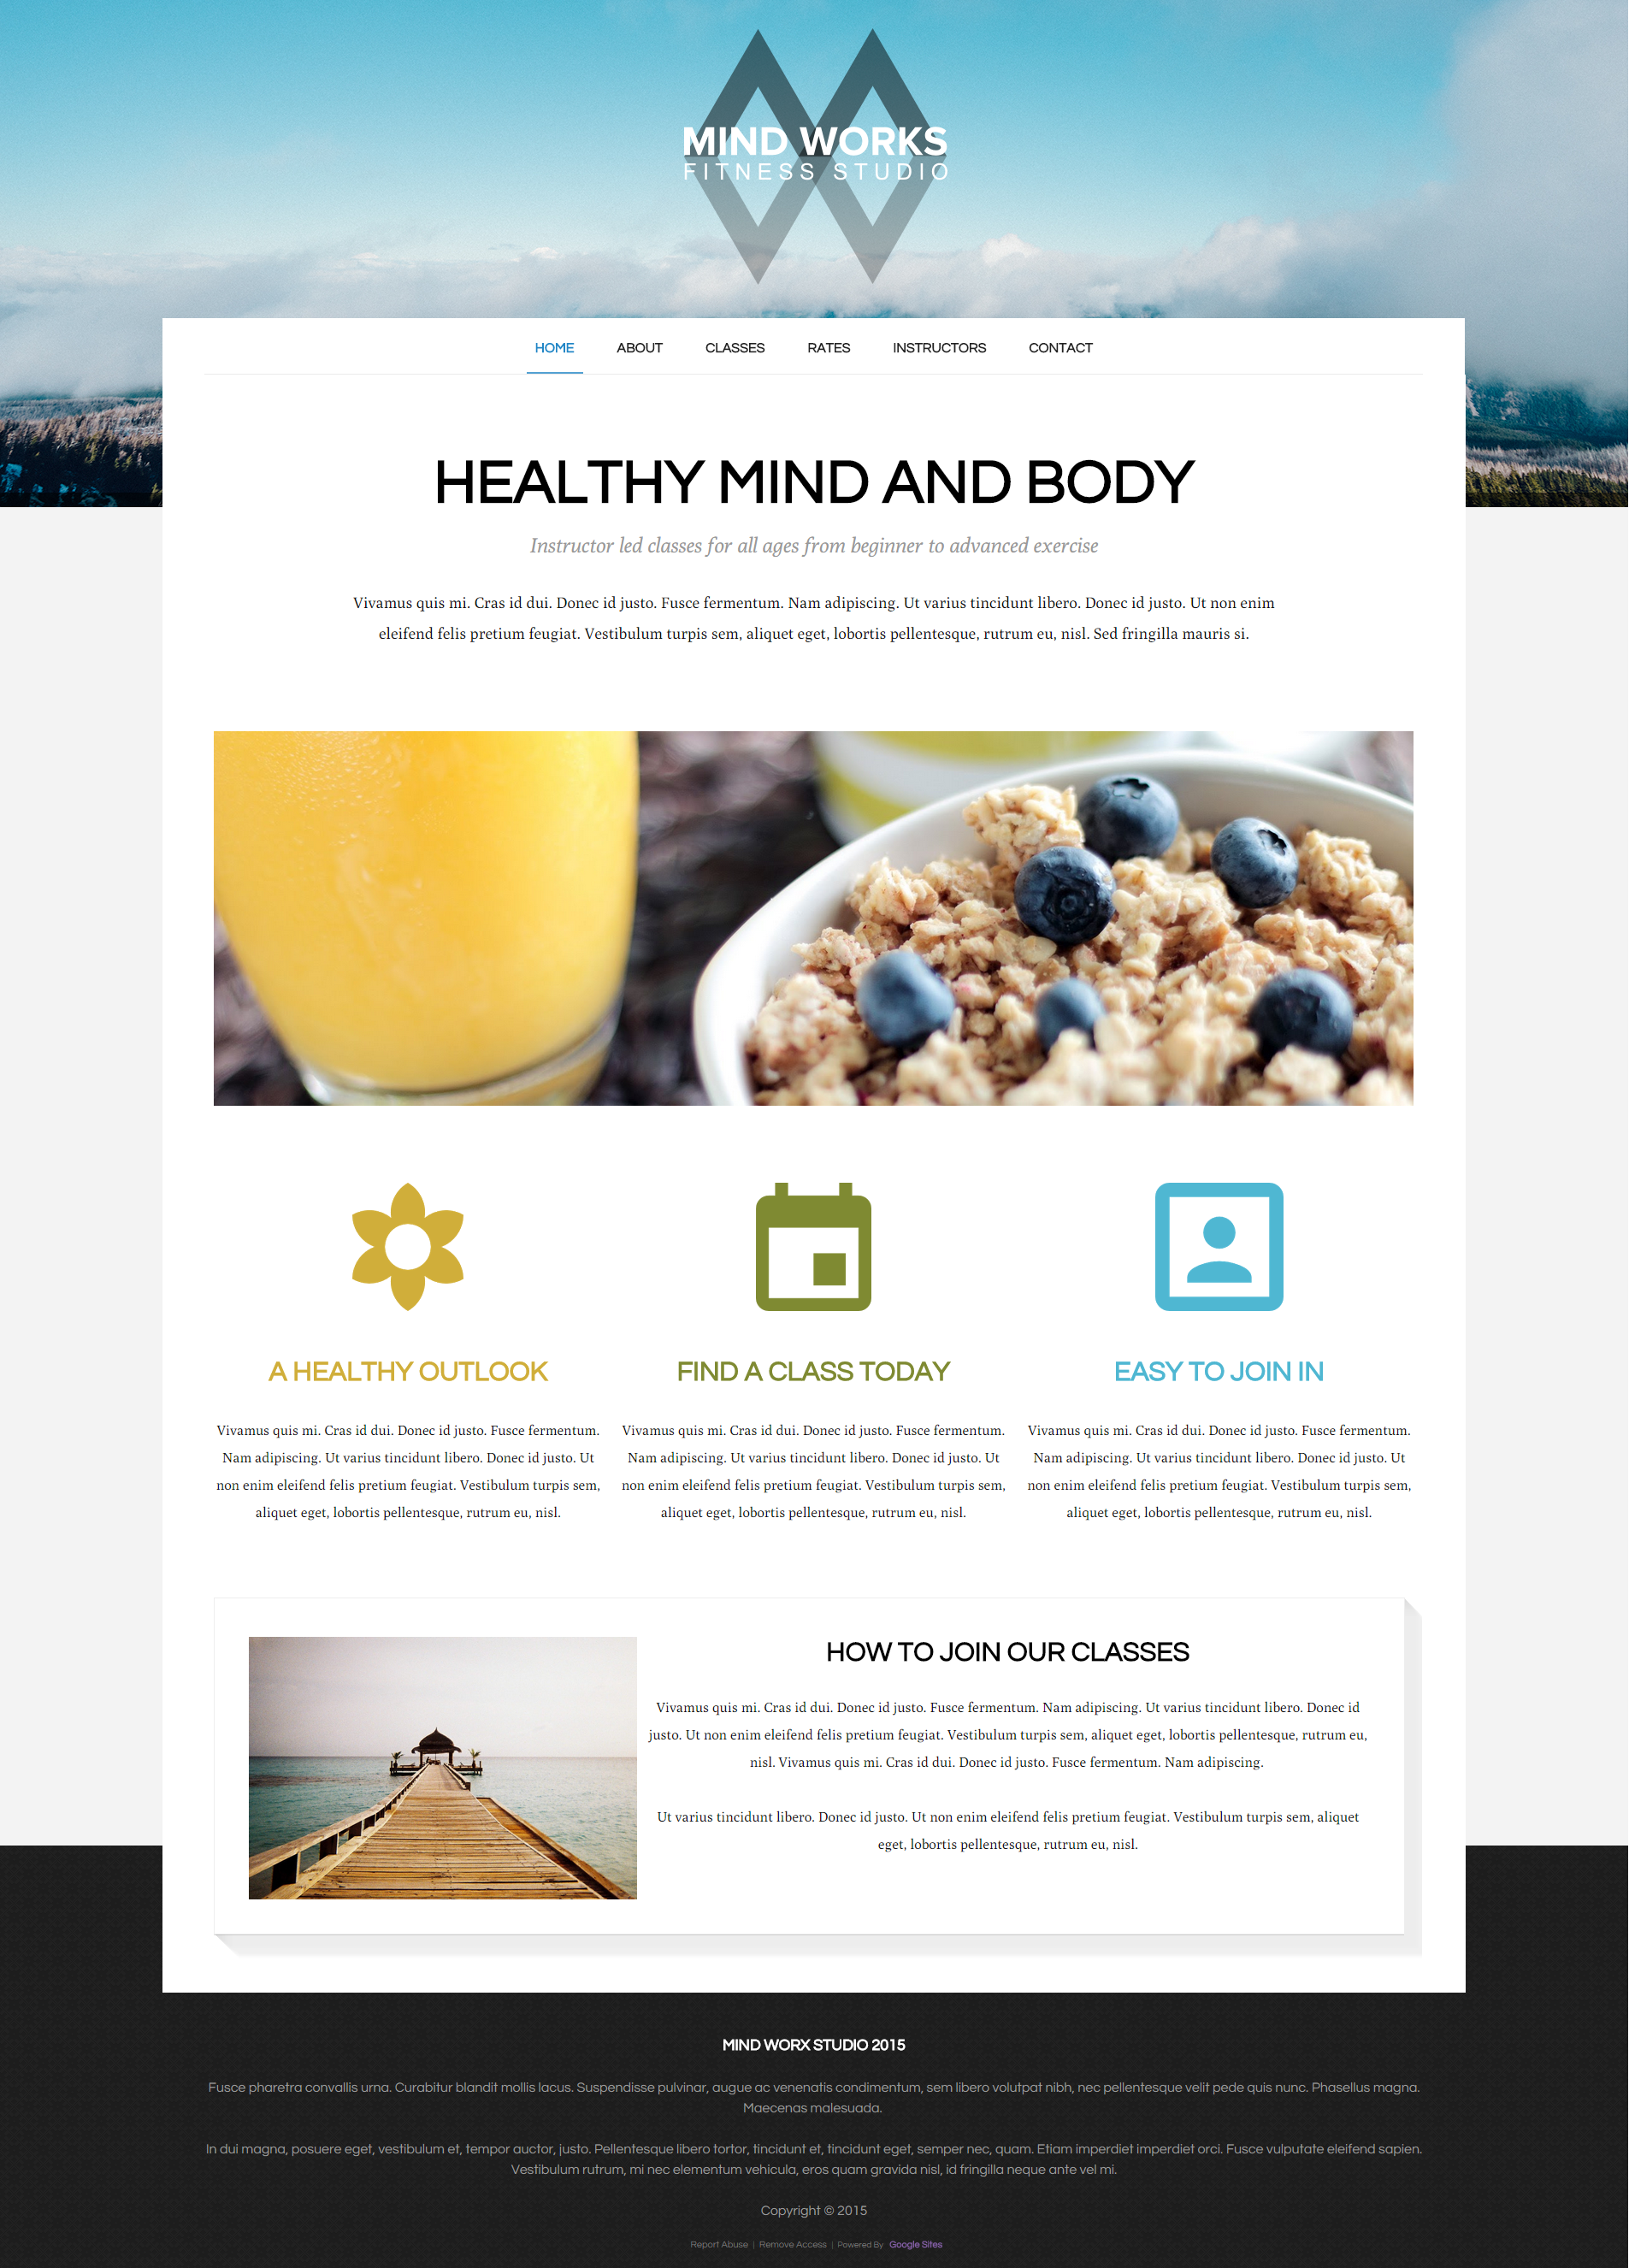 MIND WORKS
FITNESS STUDIO
HOME ABOUT CLASSES RATES INSTRUCTORS CONTACT
HEALTHY MIND AND BODY
Instructor led classes for all ages from beginner to advanced exercise
Vivamus quis mi. Cras id dui. Donec id justo. Fusce fermentum. Nam adipiscing. Ut varius tincidunt libero. Donec id justo. Ut non enim
eleifend felis pretium feugiat. Vestibulum turpis sem, aliquet eget, lobortis pellentesque, rutrum eu, nisl. Sed fringilla mauris si.
A HEALTHY OUTLOOK
Vivamus quis mi. Cras id dui. Donec id justo. Fusce fermentum.
Nam adipiscing. Ut varius tincidunt libero. Donec id justo. Ut
non enim eleifend felis pretium feugiat. Vestibulum turpis sem,
aliquet eget, lobortis pellentesque, rutrum eu, nisl.
FIND A CLASS TODAY
Vivamus quis mi. Cras id dui. Donec id justo. Fusce fermentum.
Nam adipiscing. Ut varius tincidunt libero. Donec id justo. Ut
non enim eleifend felis pretium feugiat. Vestibulum turpis sem,
aliquet eget, lobortis pellentesque, rutrum eu, nisl.
EASY TO JOIN IN
Vivamus quis mi. Cras id dui. Donec id justo. Fusce fermentum.
Nam adipiscing. Ut varius tincidunt libero. Donec id justo. Ut
non enim eleifend felis pretium feugiat. Vestibulum turpis sem,
aliquet eget, lobortis pellentesque, rutrum eu, nisl.
HOW TO JOIN OUR CLASSES
Vivamus quis mi. Cras id dui. Donec id justo. Fusce fermentum. Nam adipiscing. Ut varius tincidunt libero. Donec id
justo. Ut non enim eleifend felis pretium feugiat. Vestibulum turpis sem, aliquet eget, lobortis pellentesque, rutrum eu,
nisl. Vivamus quis mi. Cras id dui. Donec id justo. Fusce fermentum. Nam adipiscing.
Ut varius tincidunt libero. Donec id justo. Ut non enim eleifend felis pretium feugiat. Vestibulum turpis sem, aliquet
eget, lobortis pellentesque, rutrum eu, nisl.
MIND WORX STUDIO 2015
Fusce pharetra convallis urna. Curabitur blandit mollis lacus. Suspendisse pulvinar, augue ac venenatis condimentum, sem libero volutpat nibh, nec pellentesque velit pede quis nunc. Phasellus magna.
Maecenas malesuada.
In dui magna, posuere eget, vestibulum et, tempor auctor, justo. Pellentesque libero tortor, tincidunt et, tincidunt eget, semper nec, quam. Etiam imperdiet imperdiet orci. Fusce vulputate eleifend sapien.
Vestibulum rutrum, mi nec elementum vehicula, eros quam gravida nisl, id fringilla neque ante vel mi.
Copyright © 2015
Report Abuse | Remove Access | Powered By Google Sites